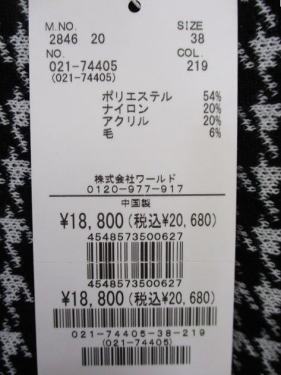 M.NO. SIZE
2846 20 38
NO. COL.
021-74405 219
(021-74405)
ポリエステル 54%
ナイロン 20%
アクリル 20%
毛 6%
株式会社ワールド
0120-977-917
中国製
¥18,800(税込¥20,680)
4548573500627
¥18,800(税込¥20,680)
4548573500627
021-74405-38-219
(021-74405)